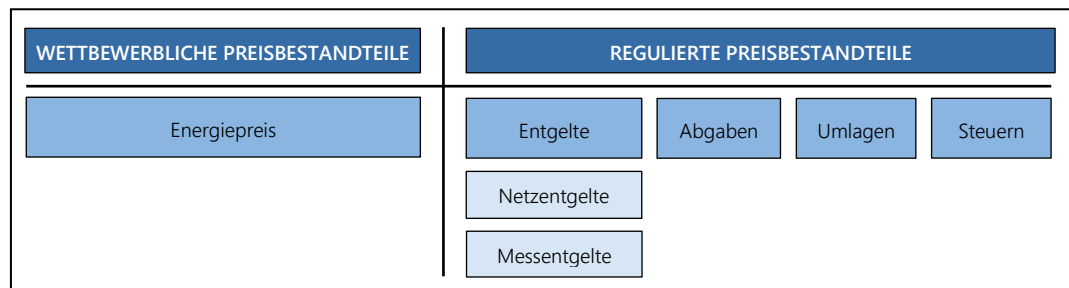 WETTBEWERBLICHE PREISBESTANDTEILE
REGULIERTE PREISBESTANDTEILE
Energiepreis
Entgelte
Abgaben
Umlagen
Steuern
Netzentgelte
Messentgelte